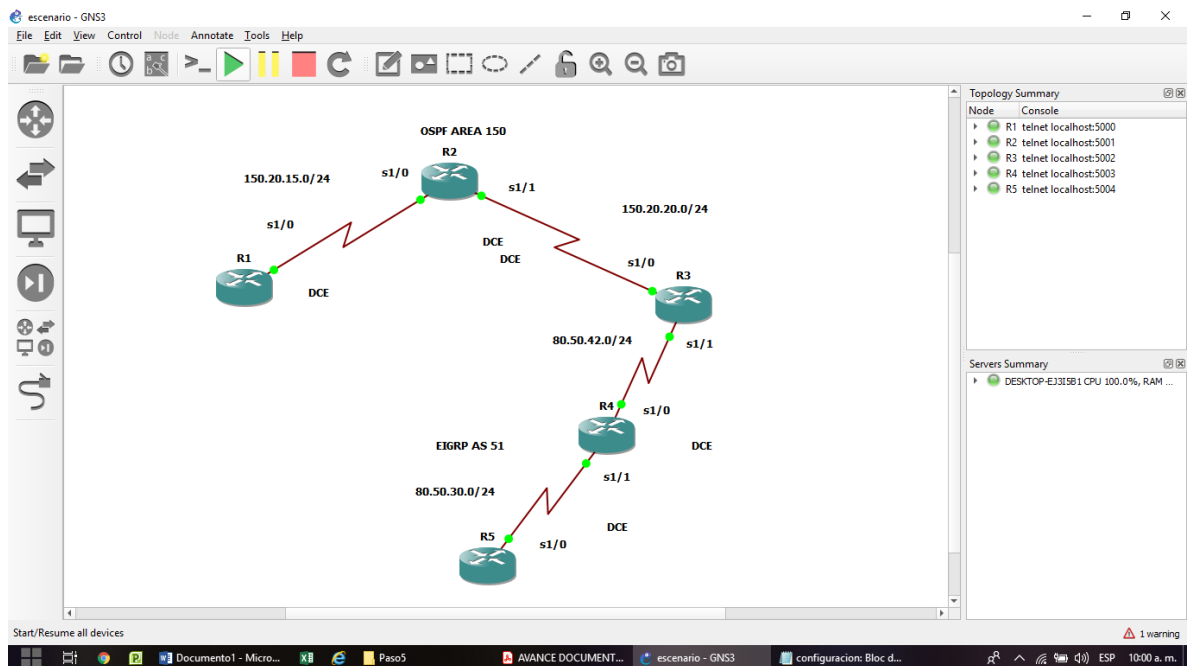 escenario - GNS3
File Edit View Control Node Annotate Tools Help
Topology Summary
Node Console
R1 telnet localhost:5000
R2 telnet localhost:5001
R3 telnet localhost:5002
R4 telnet localhost:5003
R5 telnet localhost:5004
OSPF AREA 150
R2
150.20.15.0/24
s1/0
s1/1
150.20.20.0/24
s1/0
DCE
DCE
s1/0
R1
R3
DCE
80.50.42.0/24
s1/1
Servers Summary
DESKTOP-EJ3I5B1 CPU 100.0%, RAM ...
R4
s1/0
EIGRP AS 51
DCE
s1/1
80.50.30.0/24
DCE
R5
s1/0
Start/Resume all devices
1 warning
Documento1 - Micro...
Paso5
AVANCE DOCUMENT...
escenario - GNS3
configuracion: Bloc d...
ESP
10:00 a. m.